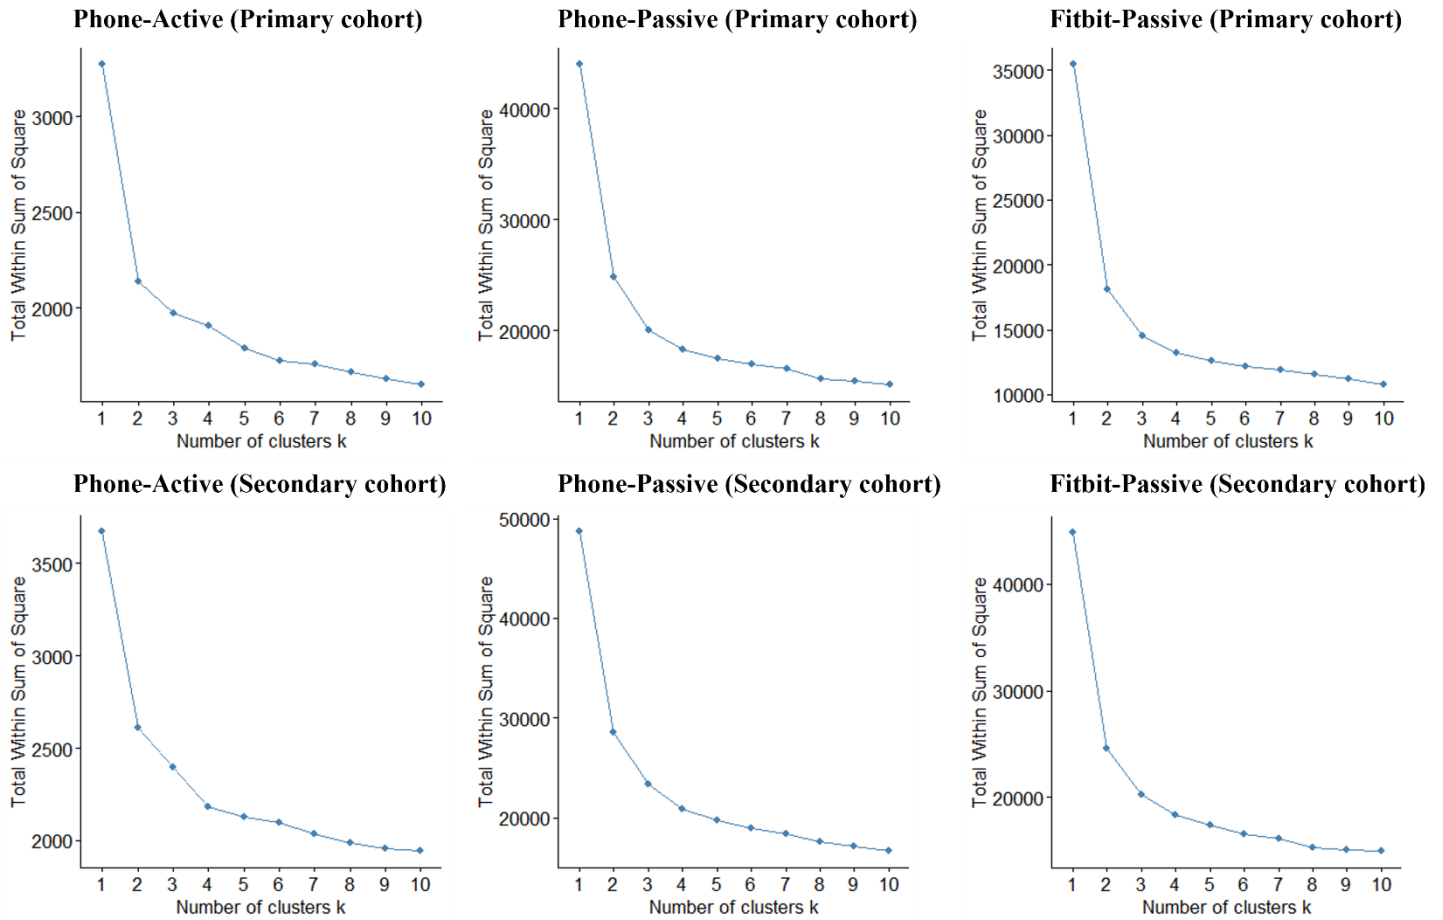 Phone-Active (Primary cohort)
Total Within Sum of Square
3000
2500
2000
1 2 3 4 5 6 7 8 9 10
Number of clusters k
Phone-Passive (Primary cohort)
Total Within Sum of Square
40000
30000
20000
1 2 3 4 5 6 7 8 9 10
Number of clusters k
Fitbit-Passive (Primary cohort)
Total Within Sum of Square
35000
30000
25000
20000
15000
10000
1 2 3 4 5 6 7 8 9 10
Number of clusters k
Phone-Active (Secondary cohort)
Total Within Sum of Square
3500
3000
2500
2000
1 2 3 4 5 6 7 8 9 10
Number of clusters k
Phone-Passive (Secondary cohort)
Total Within Sum of Square
50000
40000
30000
20000
1 2 3 4 5 6 7 8 9 10
Number of clusters k
Fitbit-Passive (Secondary cohort)
Total Within Sum of Square
40000
30000
20000
1 2 3 4 5 6 7 8 9 10
Number of clusters k